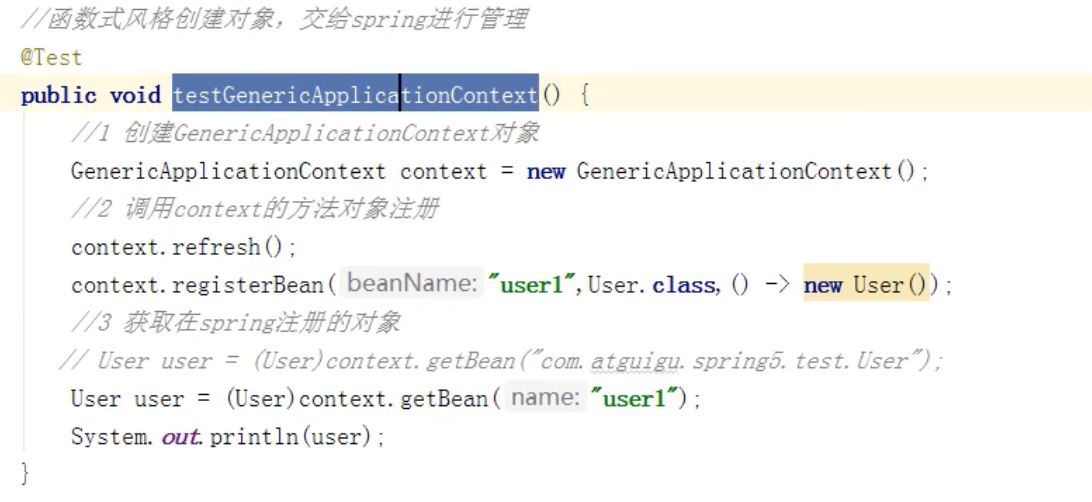 //函数式风格创建对象，交给spring进行管理
@Test
public void testGenericApplicationContext() {
//1 创建GenericApplicationContext对象
GenericApplicationContext context = new GenericApplicationContext();
//2 调用context的方法对象注册
context.refresh();
context.registerBean( beanName: "user1",User.class,() -> new User());
//3 获取在spring注册的对象
// User user = (User)context.getBean("com.atguigu.spring5.test.User");
User user = (User)context.getBean( name: "user1");
System.out.println(user);
}